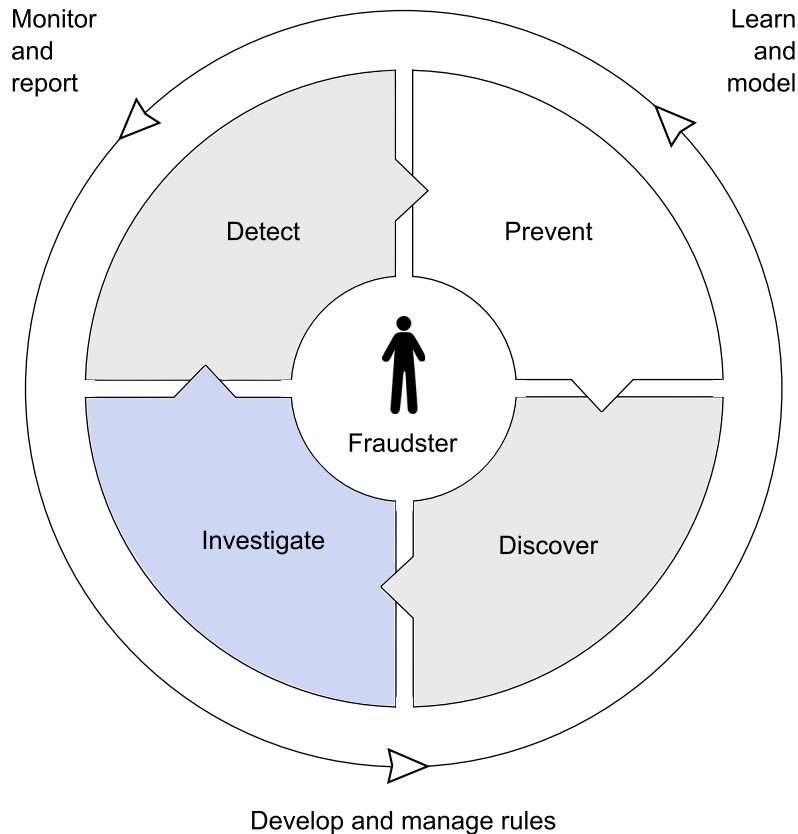 Monitor
and
report
Learn
and
model
Detect
Prevent
Fraudster
Investigate
Discover
Develop and manage rules